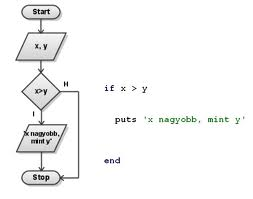 Start
x, y
x>y
H
I
'x nagyobb,
mint y'
Stop
if x > y
puts 'x nagyobb, mint y'
end